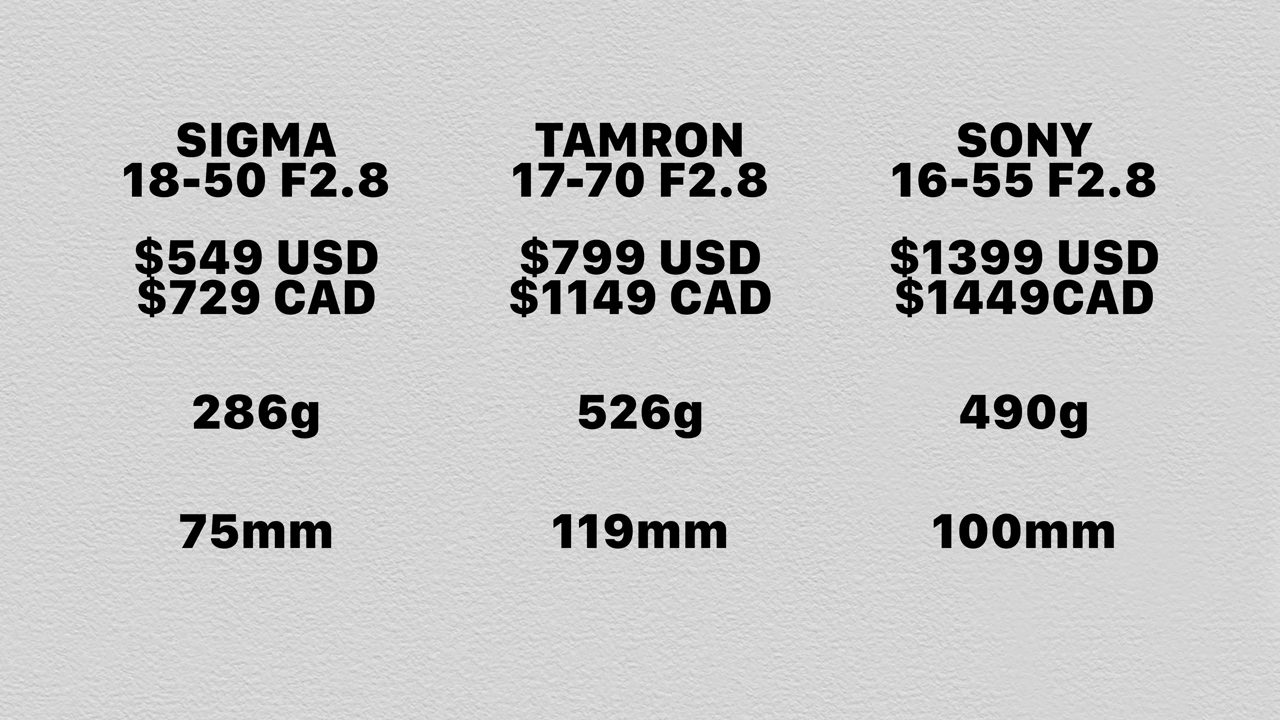 SIGMA
18-50 F2.8
$549 USD
$729 CAD
286g
75mm
TAMRON
17-70 F2.8
$799 USD
$1149 CAD
526g
119mm
SONY
16-55 F2.8
$1399 USD
$1449CAD
490g
100mm